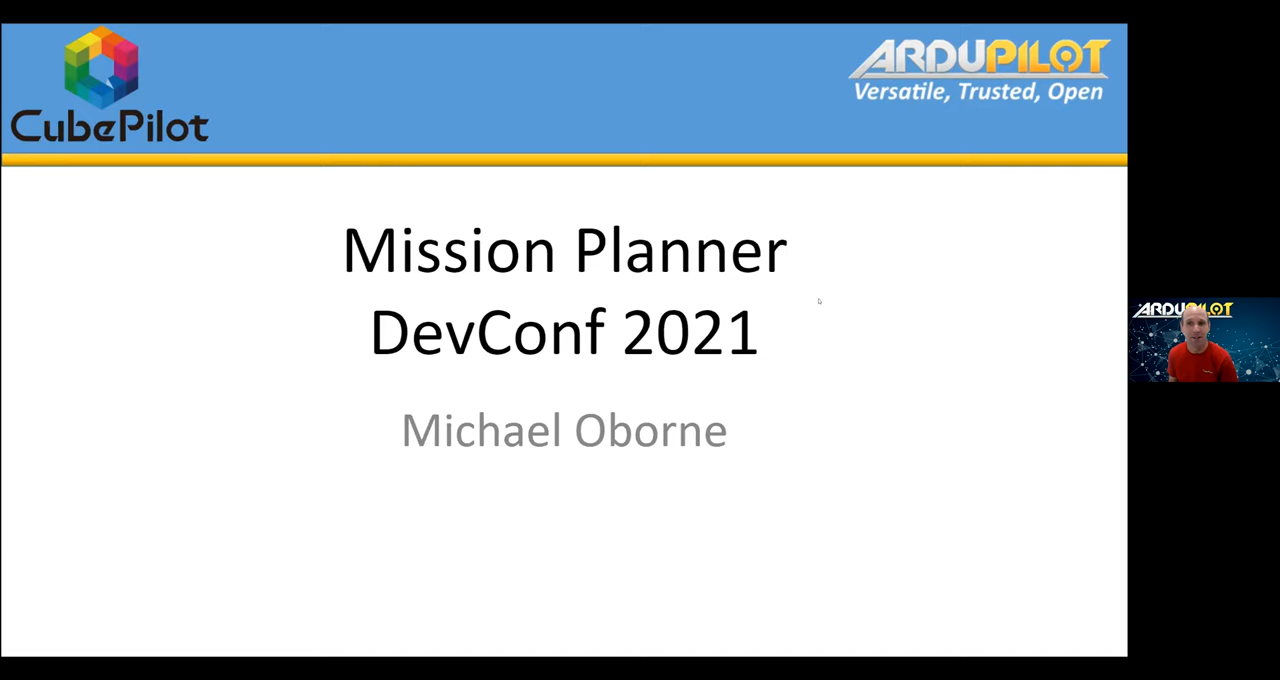 CubePilot
ARDUPILOT
Versatile, Trusted, Open
Mission Planner
DevConf 2021
Michael Oborne
ARDUPILOT